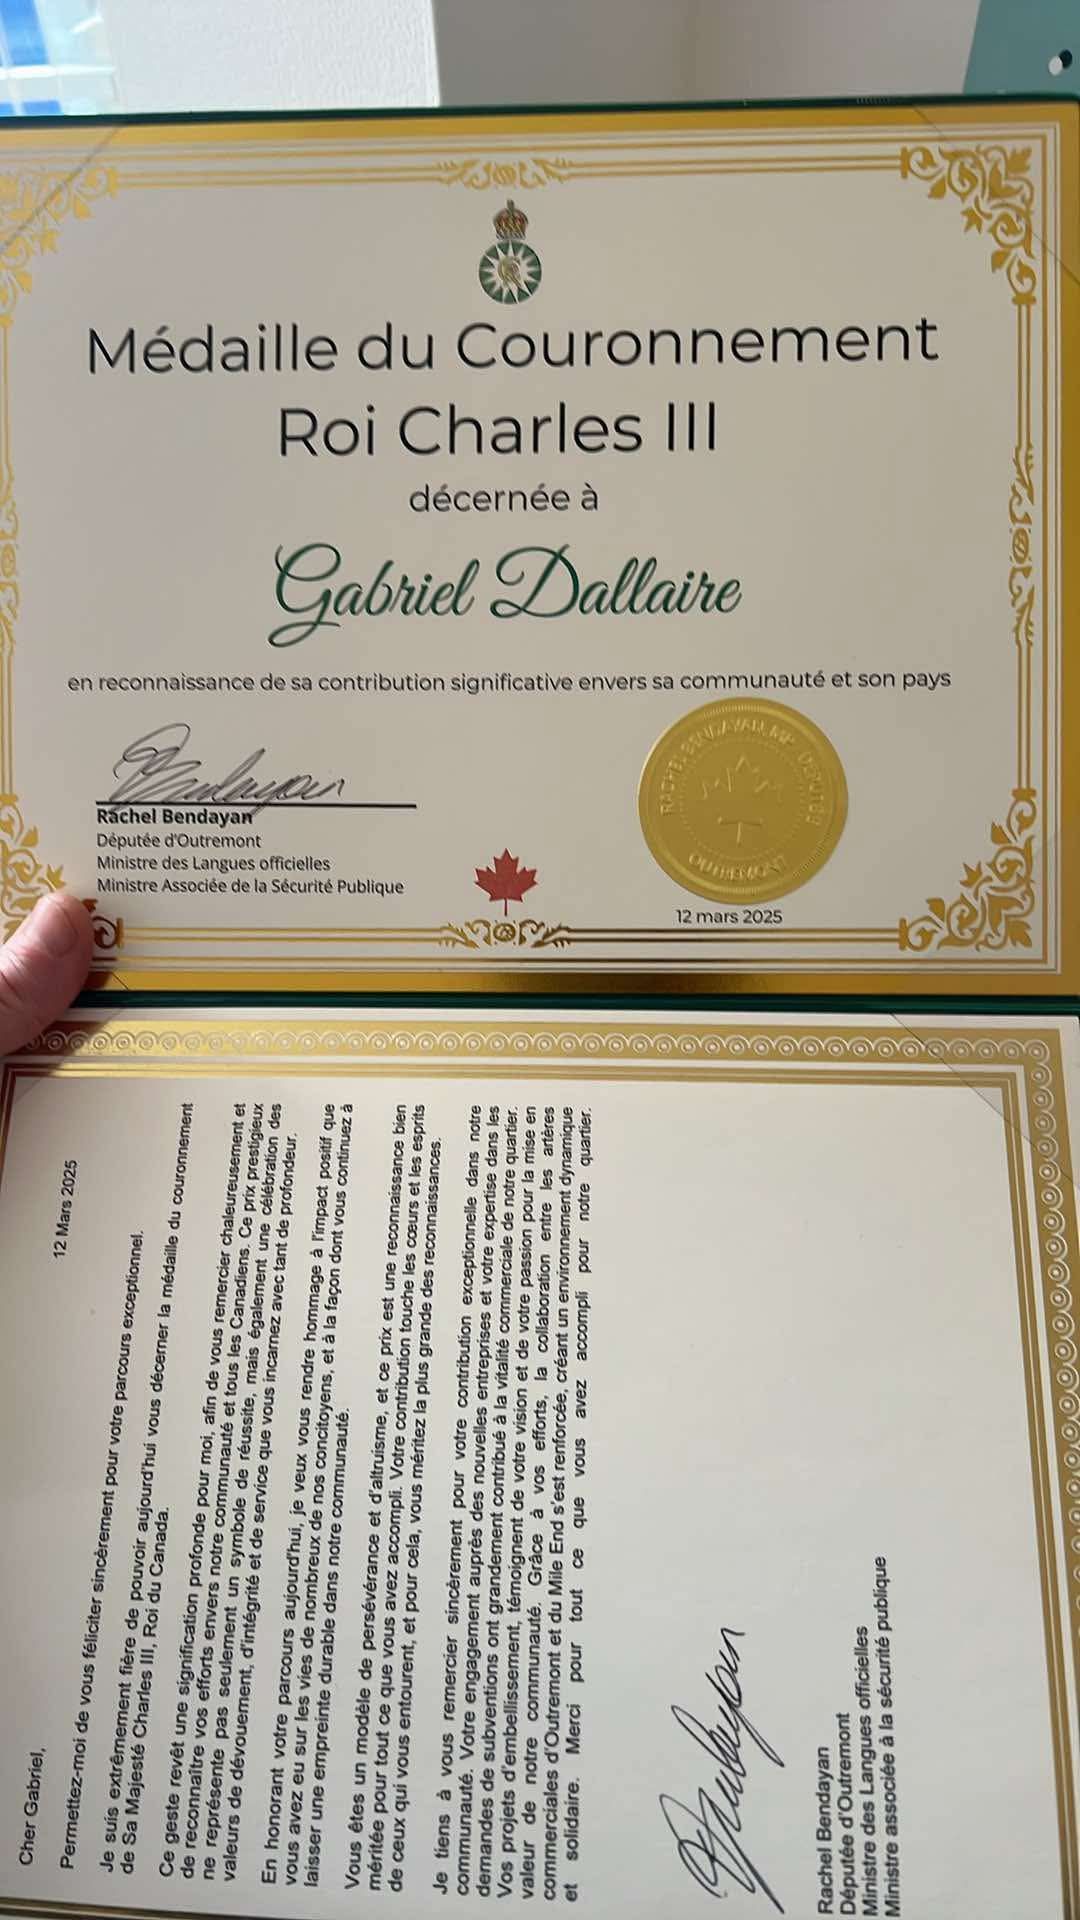 Médaille du Couronnement
Roi Charles III
décernée à
Gabriel Dallaire
en reconnaissance de sa contribution significative envers sa communauté et son pays
Rachel Bendayan
Députée d'Outremont
Ministre des Langues officielles
Ministre Associée de la Sécurité Publique
RACHEL BENDAYAN, MP DÉPUTÉE
OUTREMONT
12 mars 2025
12 Mars 2025
Cher Gabriel,
Permettez-moi de vous féliciter sincèrement pour votre parcours exceptionnel.
Je suis extrêmement fière de pouvoir aujourd'hui vous décerner la médaille du couronnement
de Sa Majesté Charles III, Roi du Canada.
Ce geste revêt une signification profonde pour moi, afin de vous remercier chaleureusement et
de reconnaître vos efforts envers notre communauté et tous les Canadiens. Ce prix prestigieux
ne représente pas seulement un symbole de réussite, mais également une célébration des
valeurs de dévouement, d'intégrité et de service que vous incarnez avec tant de profondeur.
En honorant votre parcours aujourd'hui, je veux vous rendre hommage à l'impact positif que
vous avez eu sur les vies de nombreux de nos concitoyens, et à la façon dont vous continuez à
laisser une empreinte durable dans notre communauté.
Vous êtes un modèle de persévérance et d'altruisme, et ce prix est une reconnaissance bien
méritée pour tout ce que vous avez accompli. Votre contribution touche les cœurs et les esprits
de ceux qui vous entourent, et pour cela, vous méritez la plus grande des reconnaissances.
Je tiens à vous remercier sincèrement pour votre contribution exceptionnelle dans notre
communauté. Votre engagement auprès des nouvelles entreprises et votre expertise dans les
demandes de subventions ont grandement contribué à la vitalité commerciale de notre quartier.
Vos projets d'embellissement, témoignent de votre vision et de votre passion pour la mise en
valeur de notre communauté. Grâce à vos efforts, la collaboration entre les artères
commerciales d'Outremont et du Mile End s'est renforcée, créant un environnement dynamique
et solidaire. Merci pour tout ce que vous avez accompli pour notre quartier.
Rachel Bendayan
Députée d'Outremont
Ministre des Langues officielles
Ministre associée à la sécurité publique